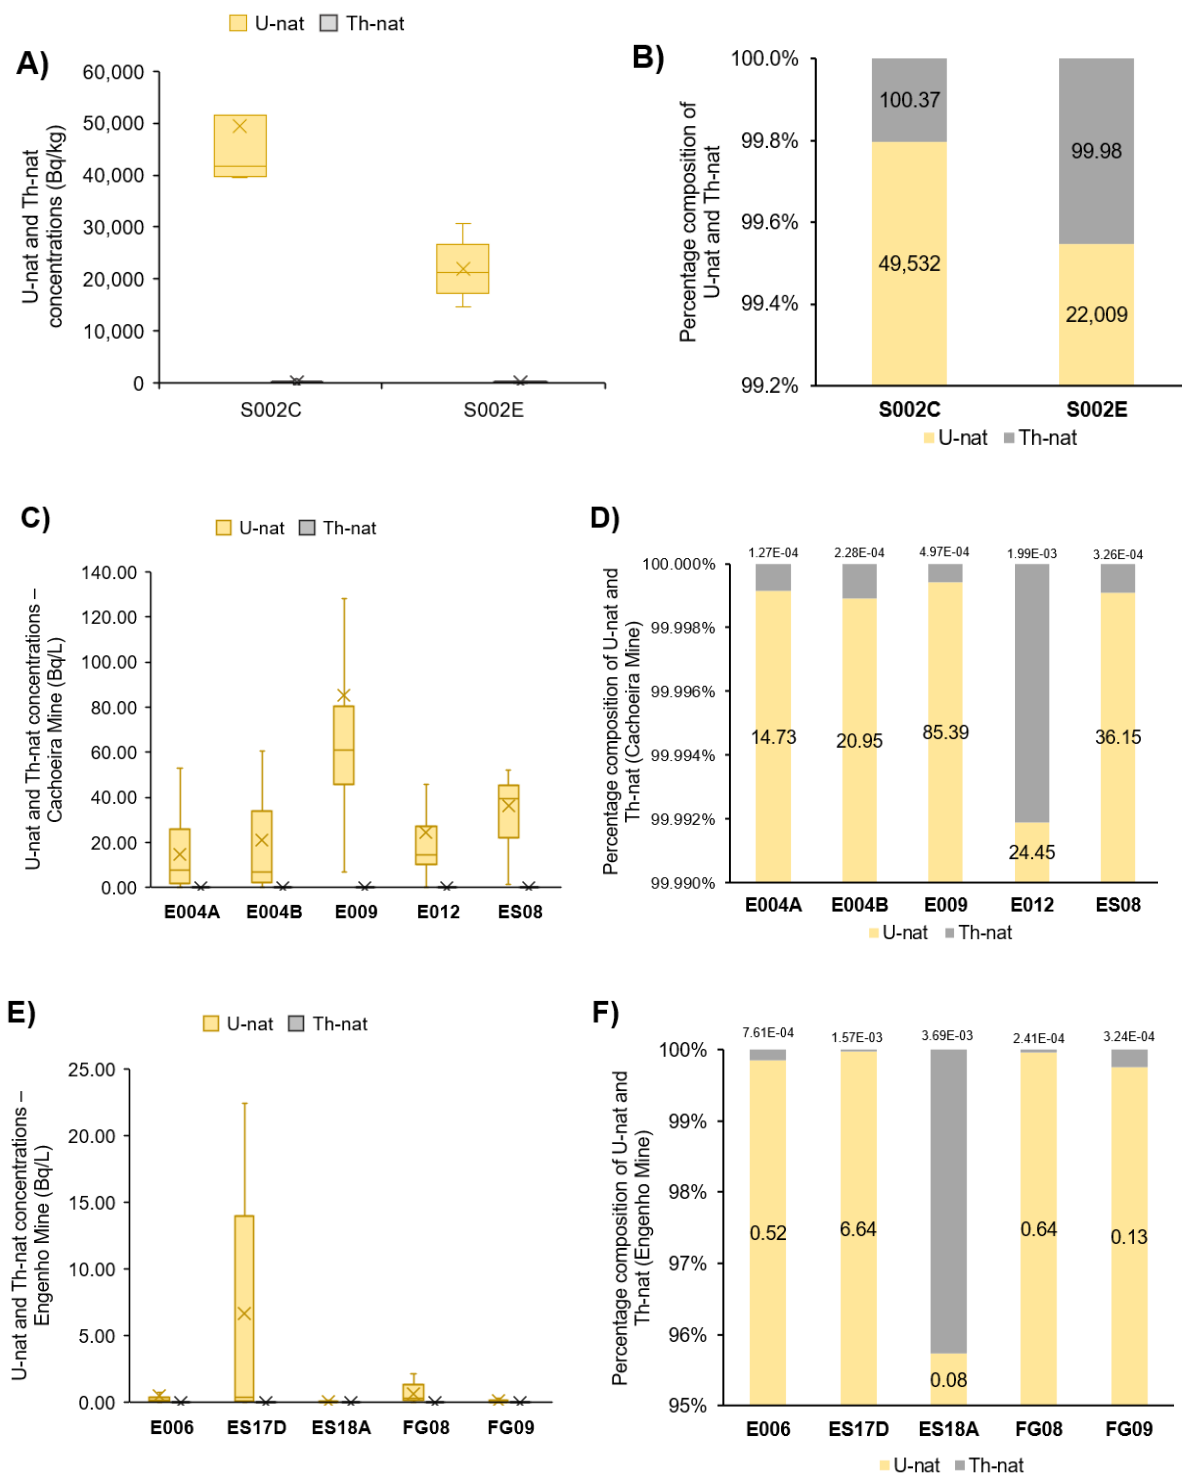 U-nat Th-nat
A)
U-nat and Th-nat
concentrations (Bq/kg)
60,000
50,000
40,000
30,000
20,000
10,000
0
S002C S002E
B)
Percentage composition of
U-nat and Th-nat
100.0%
99.8%
99.6%
99.4%
99.2%
100.37
99.98
49,532
22,009
S002C S002E
U-nat Th-nat
C)
U-nat Th-nat
U-nat and Th-nat concentrations –
Cachoeira Mine (Bq/L)
140.00
120.00
100.00
80.00
60.00
40.00
20.00
0.00
E004A E004B E009 E012 ES08
D)
Percentage composition of U-nat and
Th-nat (Cachoeira Mine)
1.27E-04 2.28E-04 4.97E-04 1.99E-03 3.26E-04
100.000%
99.998%
99.996%
99.994%
99.992%
99.990%
14.73 20.95 85.39 24.45 36.15
E004A E004B E009 E012 ES08
U-nat Th-nat
E)
U-nat Th-nat
U-nat and Th-nat concentrations –
Engenho Mine (Bq/L)
25.00
20.00
15.00
10.00
5.00
0.00
E006 ES17D ES18A FG08 FG09
F)
Percentage composition of U-nat and
Th-nat (Engenho Mine)
7.61E-04 1.57E-03 3.69E-03 2.41E-04 3.24E-04
100%
99%
98%
97%
96%
95%
0.52 6.64 0.08 0.64 0.13
E006 ES17D ES18A FG08 FG09
U-nat Th-nat